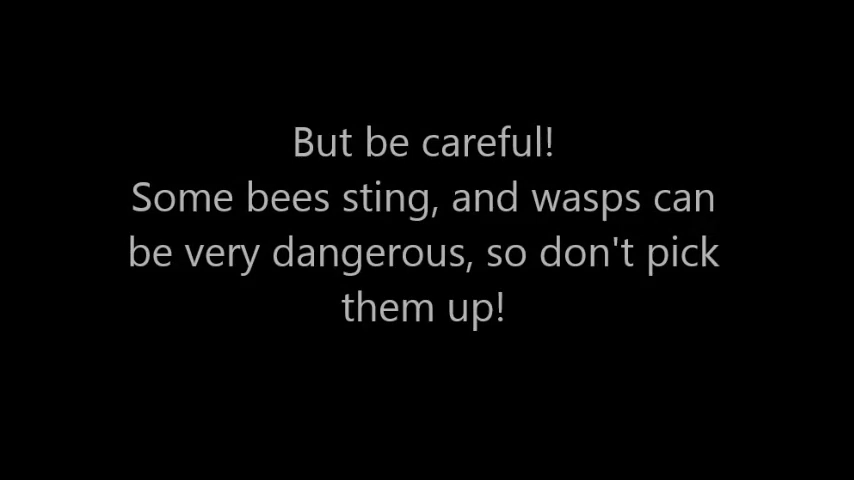 But be careful!
Some bees sting, and wasps can
be very dangerous, so don't pick
them up!